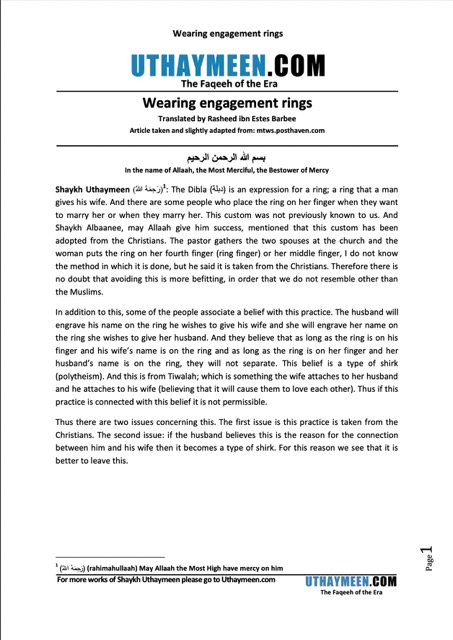 Wearing engagement rings
UTHAYMEEN.COM
The Faqeeh of the Era
Wearing engagement rings
Translated by Rasheed ibn Estes Barbee
Article taken and slightly adapted from: mtws.posthaven.com
بسم الله الرحمن الرحيم
In the name of Allaah, the Most Merciful, the Bestower of Mercy
Shaykh Uthaymeen (رَحِمَهُ اللهُ)¹: The Dibla (دبلة) is an expression for a ring; a ring that a man
gives his wife. And there are some people who place the ring on her finger when they want
to marry her or when they marry her. This custom was not previously known to us. And
Shaykh Albaanee, may Allaah give him success, mentioned that this custom has been
adopted from the Christians. The pastor gathers the two spouses at the church and the
woman puts the ring on her fourth finger (ring finger) or her middle finger, I do not know
the method in which it is done, but he said it is taken from the Christians. Therefore there is
no doubt that avoiding this is more befitting, in order that we do not resemble other than
the Muslims.
In addition to this, some of the people associate a belief with this practice. The husband will
engrave his name on the ring he wishes to give his wife and she will engrave her name on
the ring she wishes to give her husband. And they believe that as long as the ring is on his
finger and his wife's name is on the ring and as long as the ring is on her finger and her
husband's name is on the ring, they will not separate. This belief is a type of shirk
(polytheism). And this is from Tiwalah; which is something the wife attaches to her husband
and he attaches to his wife (believing that it will cause them to love each other). Thus if this
practice is connected with this belief it is not permissible.
Thus there are two issues concerning this. The first issue is this practice is taken from the
Christians. The second issue: if the husband believes this is the reason for the connection
between him and his wife then it becomes a type of shirk. For this reason we see that it is
better to leave this.
¹ (رَحِمَهُ اللهُ) (rahimahullaah) May Allaah the Most High have mercy on him
For more works of Shaykh Uthaymeen please go to Uthaymeen.com
UTHAYMEEN.COM
The Faqeeh of the Era
Page 1